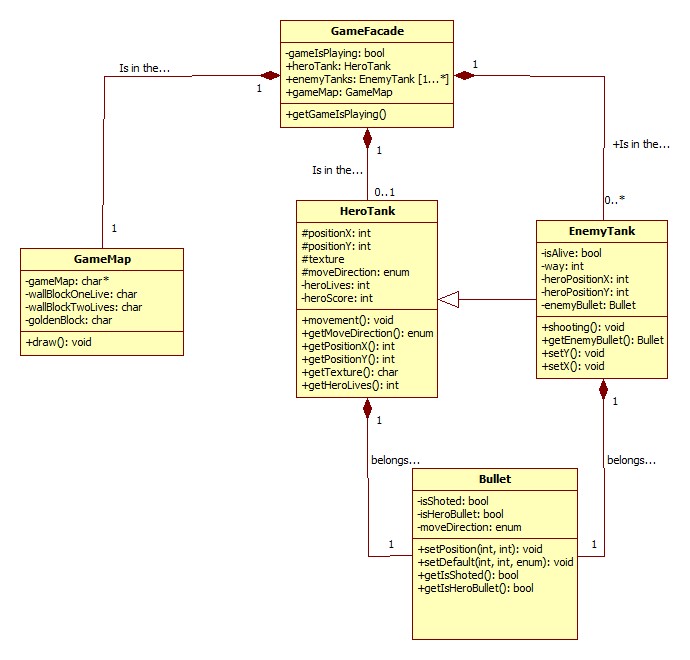 GameFacade
-gameIsPlaying: bool
+heroTank: HeroTank
+enemyTanks: EnemyTank [1...*]
+gameMap: GameMap
+getGameIsPlaying()
Is in the...
1
1
GameMap
-gameMap: char*
-wallBlockOneLive: char
-wallBlockTwoLives: char
-goldenBlock: char
+draw(): void
1
Is in the...
0..1
HeroTank
#positionX: int
#positionY: int
#texture
#moveDirection: enum
-heroLives: int
-heroScore: int
+movement(): void
+getMoveDirection(): enum
+getPositionX(): int
+getPositionY(): int
+getTexture(): char
+getHeroLives(): int
1
+Is in the...
0..*
EnemyTank
-isAlive: bool
-way: int
-heroPositionX: int
-heroPositionY: int
-enemyBullet: Bullet
+shooting(): void
+getEnemyBullet(): Bullet
+setY(): void
+setX(): void
1
belongs...
1
1
belongs...
1
Bullet
-isShoted: bool
-isHeroBullet: bool
-moveDirection: enum
+setPosition(int, int): void
+setDefault(int, int, enum): void
+getIsShoted(): bool
+getIsHeroBullet(): bool